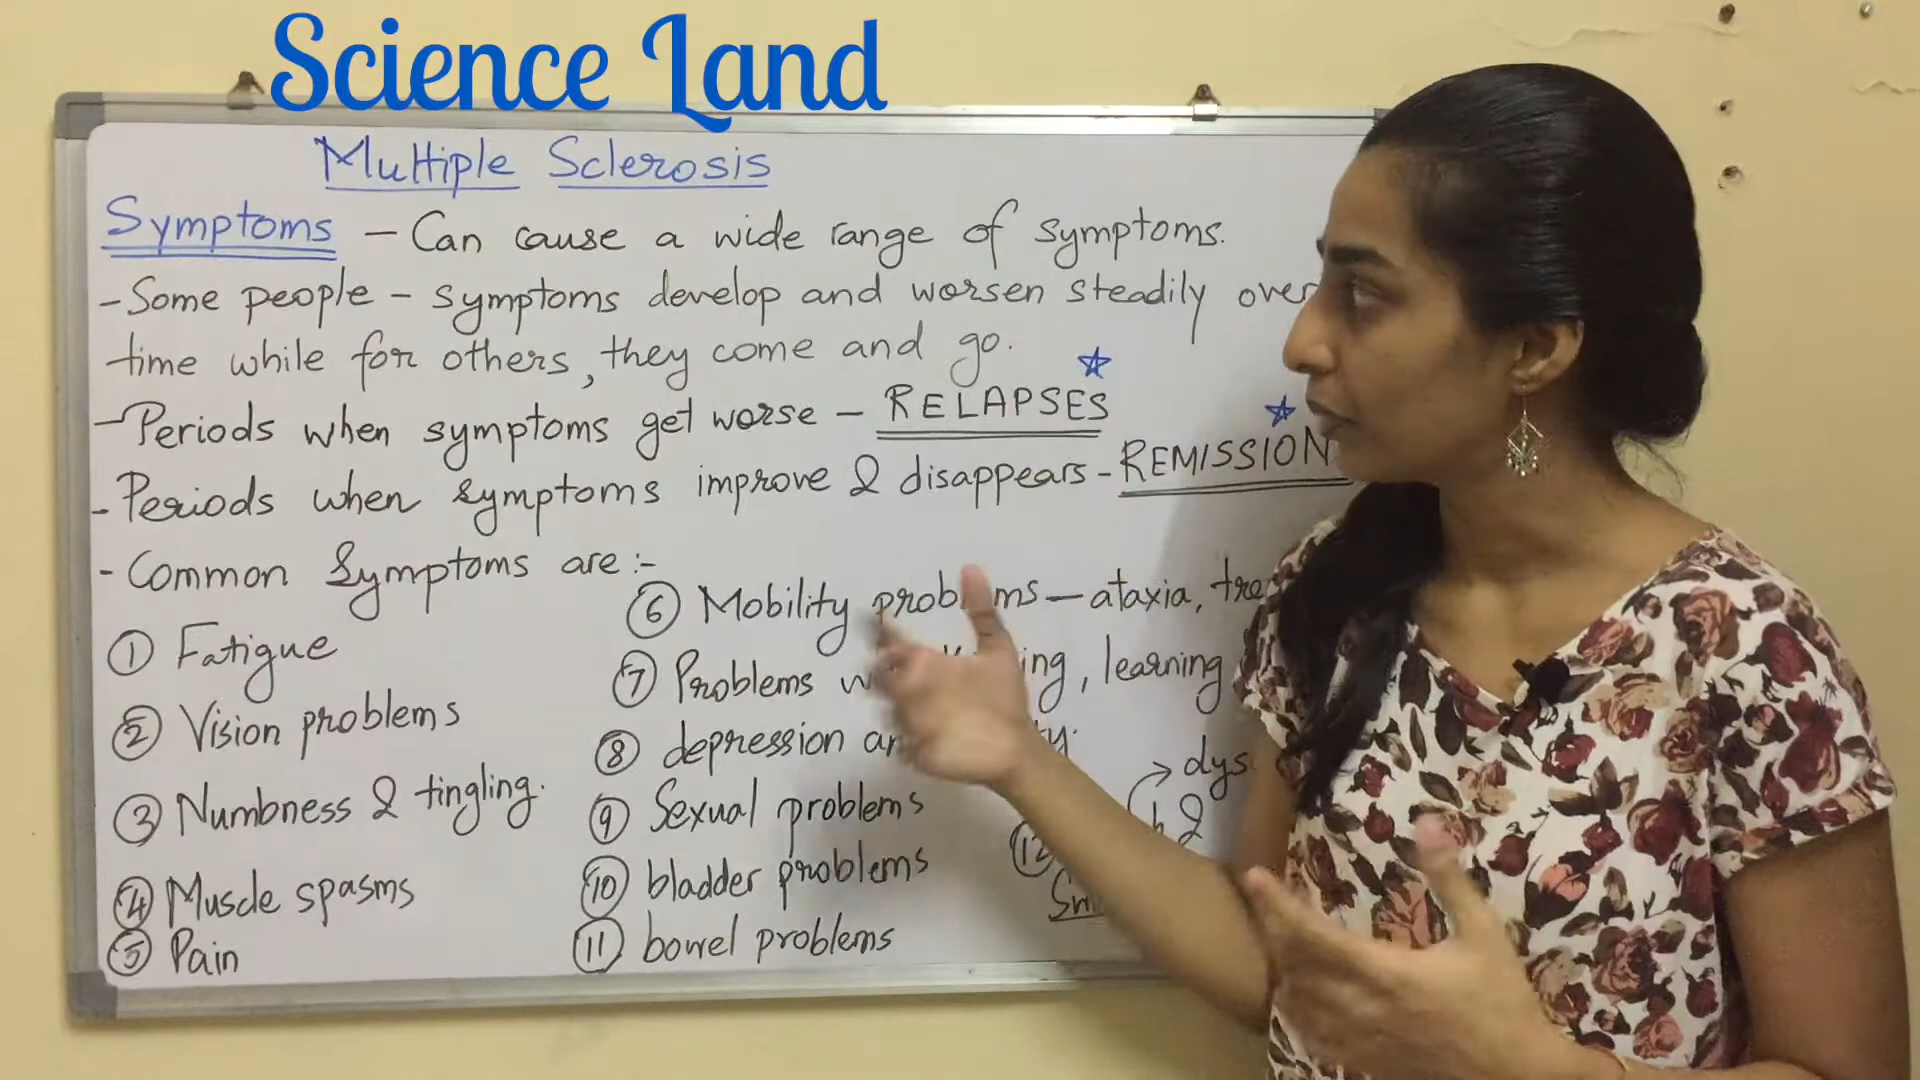 Science Land
Multiple Sclerosis
Symptoms - Can cause a wide range of symptoms.
- Some people - symptoms develop and worsen steadily over
time while for others, they come and go.
- Periods when symptoms get worse - RELAPSES
- Periods when symptoms improve & disappears - REMISSION
- Common Symptoms are :-
① Fatigue
② Vision problems
③ Numbness & tingling.
④ Muscle spasms
⑤ Pain
⑥ Mobility problems - ataxia,
⑦ Problems learning
⑧ depression
⑨ Sexual problems
⑩ bladder problems
⑪ bowel problems
⑫ &